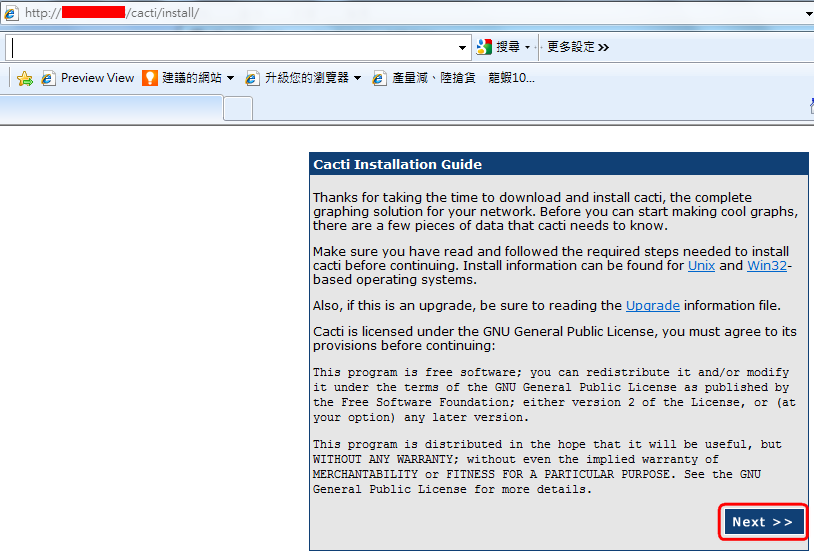 http:// /cacti/install/
搜尋 更多設定 »
Preview View 建議的網站 升級您的瀏覽器 產量減、陸搶貨 龍蝦10...
Cacti Installation Guide
Thanks for taking the time to download and install cacti, the complete
graphing solution for your network. Before you can start making cool graphs,
there are a few pieces of data that cacti needs to know.
Make sure you have read and followed the required steps needed to install
cacti before continuing. Install information can be found for Unix and Win32-
based operating systems.
Also, if this is an upgrade, be sure to reading the Upgrade information file.
Cacti is licensed under the GNU General Public License, you must agree to its
provisions before continuing:
This program is free software; you can redistribute it and/or modify
it under the terms of the GNU General Public License as published by
the Free Software Foundation; either version 2 of the License, or (at
your option) any later version.
This program is distributed in the hope that it will be useful, but
WITHOUT ANY WARRANTY; without even the implied warranty of
MERCHANTABILITY or FITNESS FOR A PARTICULAR PURPOSE. See the GNU
General Public License for more details.
Next >>